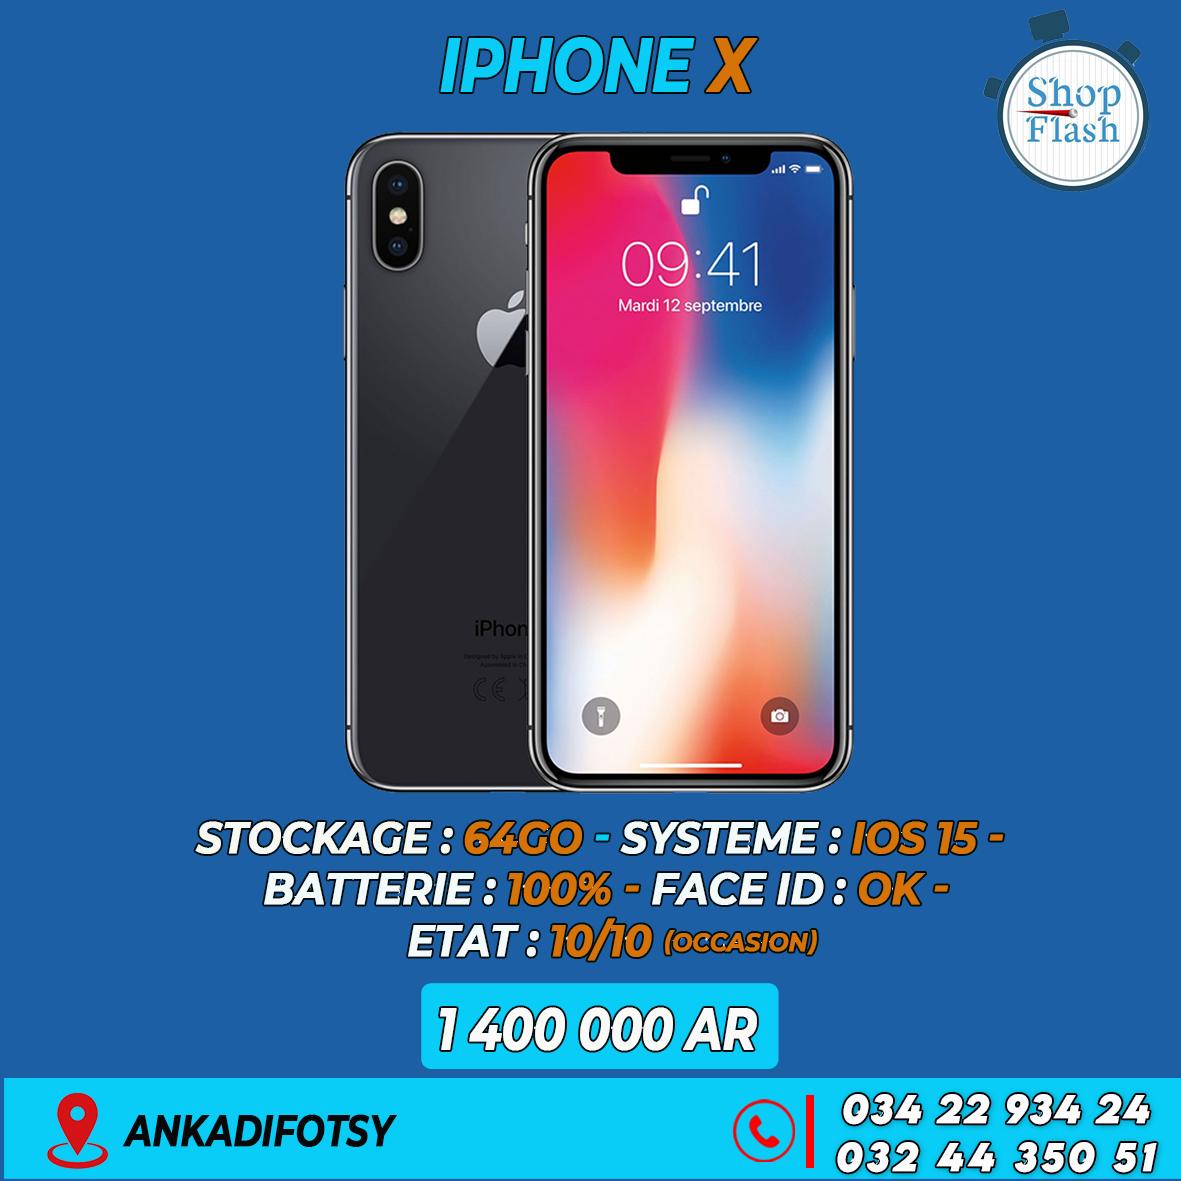 IPHONE X
Shop
Flash
09:41
Mardi 12 septembre
iPhon
STOCKAGE : 64GO - SYSTEME : IOS 15 -
BATTERIE : 100% - FACE ID : OK -
ETAT : 10/10 (OCCASION)
1 400 000 AR
ANKADIFOTSY
034 22 934 24
032 44 350 51